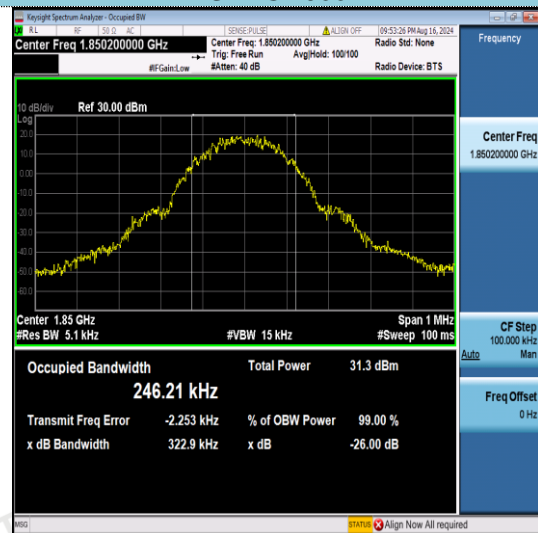 Keysight Spectrum Analyzer - Occupied BW
RL RF 50 Ω AC SENSE:PULSE ALIGN OFF 09:53:26 PM Aug 16, 2024
Center Freq 1.850200000 GHz
Center Freq: 1.850200000 GHz Radio Std: None
Trig: Free Run Avg|Hold: 100/100
#IFGain:Low #Atten: 40 dB Radio Device: BTS
10 dB/div Ref 30.00 dBm
Log
20.0
10.0
0.00
-10.0
-20.0
-30.0
-40.0
-50.0
-60.0
Center 1.85 GHz Span 1 MHz
#Res BW 5.1 kHz #VBW 15 kHz #Sweep 100 ms
Occupied Bandwidth Total Power 31.3 dBm
246.21 kHz
Transmit Freq Error -2.253 kHz % of OBW Power 99.00 %
x dB Bandwidth 322.9 kHz x dB -26.00 dB
MSG STATUS Align Now All required
Frequency
Center Freq
1.850200000 GHz
CF Step
100.000 kHz
Auto Man
Freq Offset
0 Hz